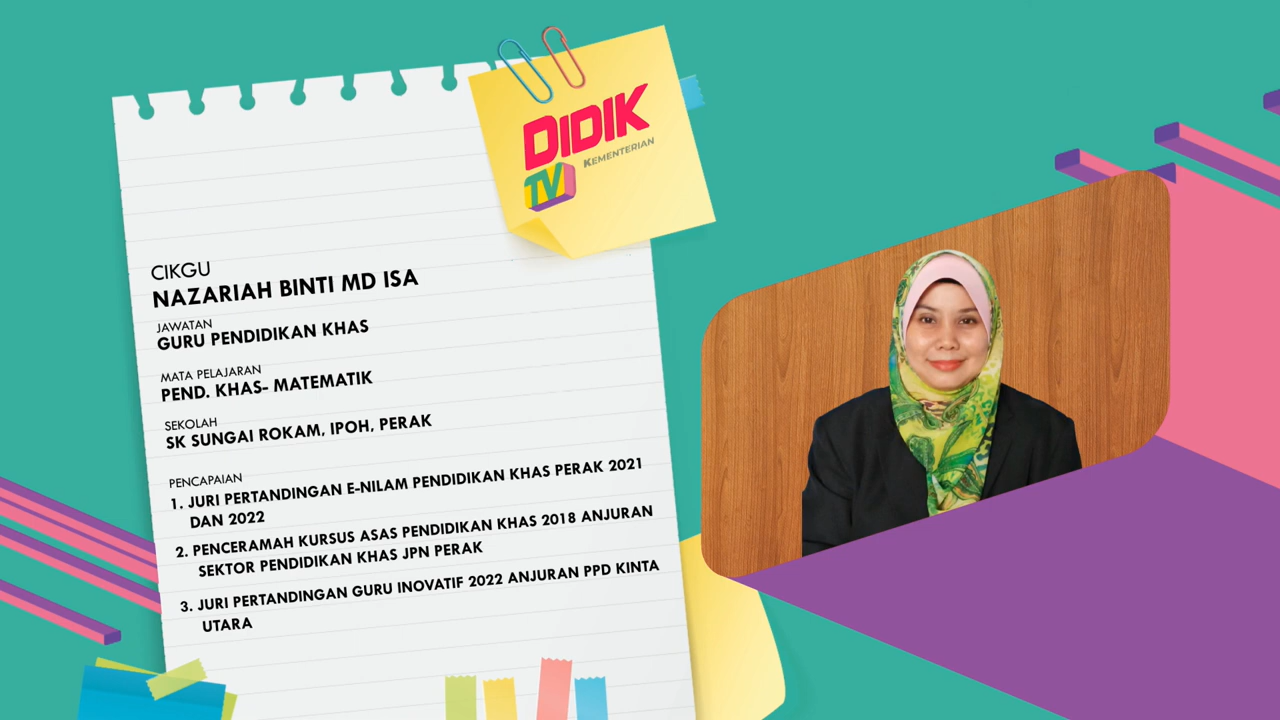 DIDIK
TV
KEMENTERIAN
CIKGU
NAZARIAH BINTI MD ISA
JAWATAN
GURU PENDIDIKAN KHAS
MATA PELAJARAN
PEND. KHAS- MATEMATIK
SEKOLAH
SK SUNGAI ROKAM, IPOH, PERAK
PENCAPAIAN
1. JURI PERTANDINGAN E-NILAM PENDIDIKAN KHAS PERAK 2021
DAN 2022
2. PENCERAMAH KURSUS ASAS PENDIDIKAN KHAS 2018 ANJURAN
SEKTOR PENDIDIKAN KHAS JPN PERAK
3. JURI PERTANDINGAN GURU INOVATIF 2022 ANJURAN PPD KINTA
UTARA